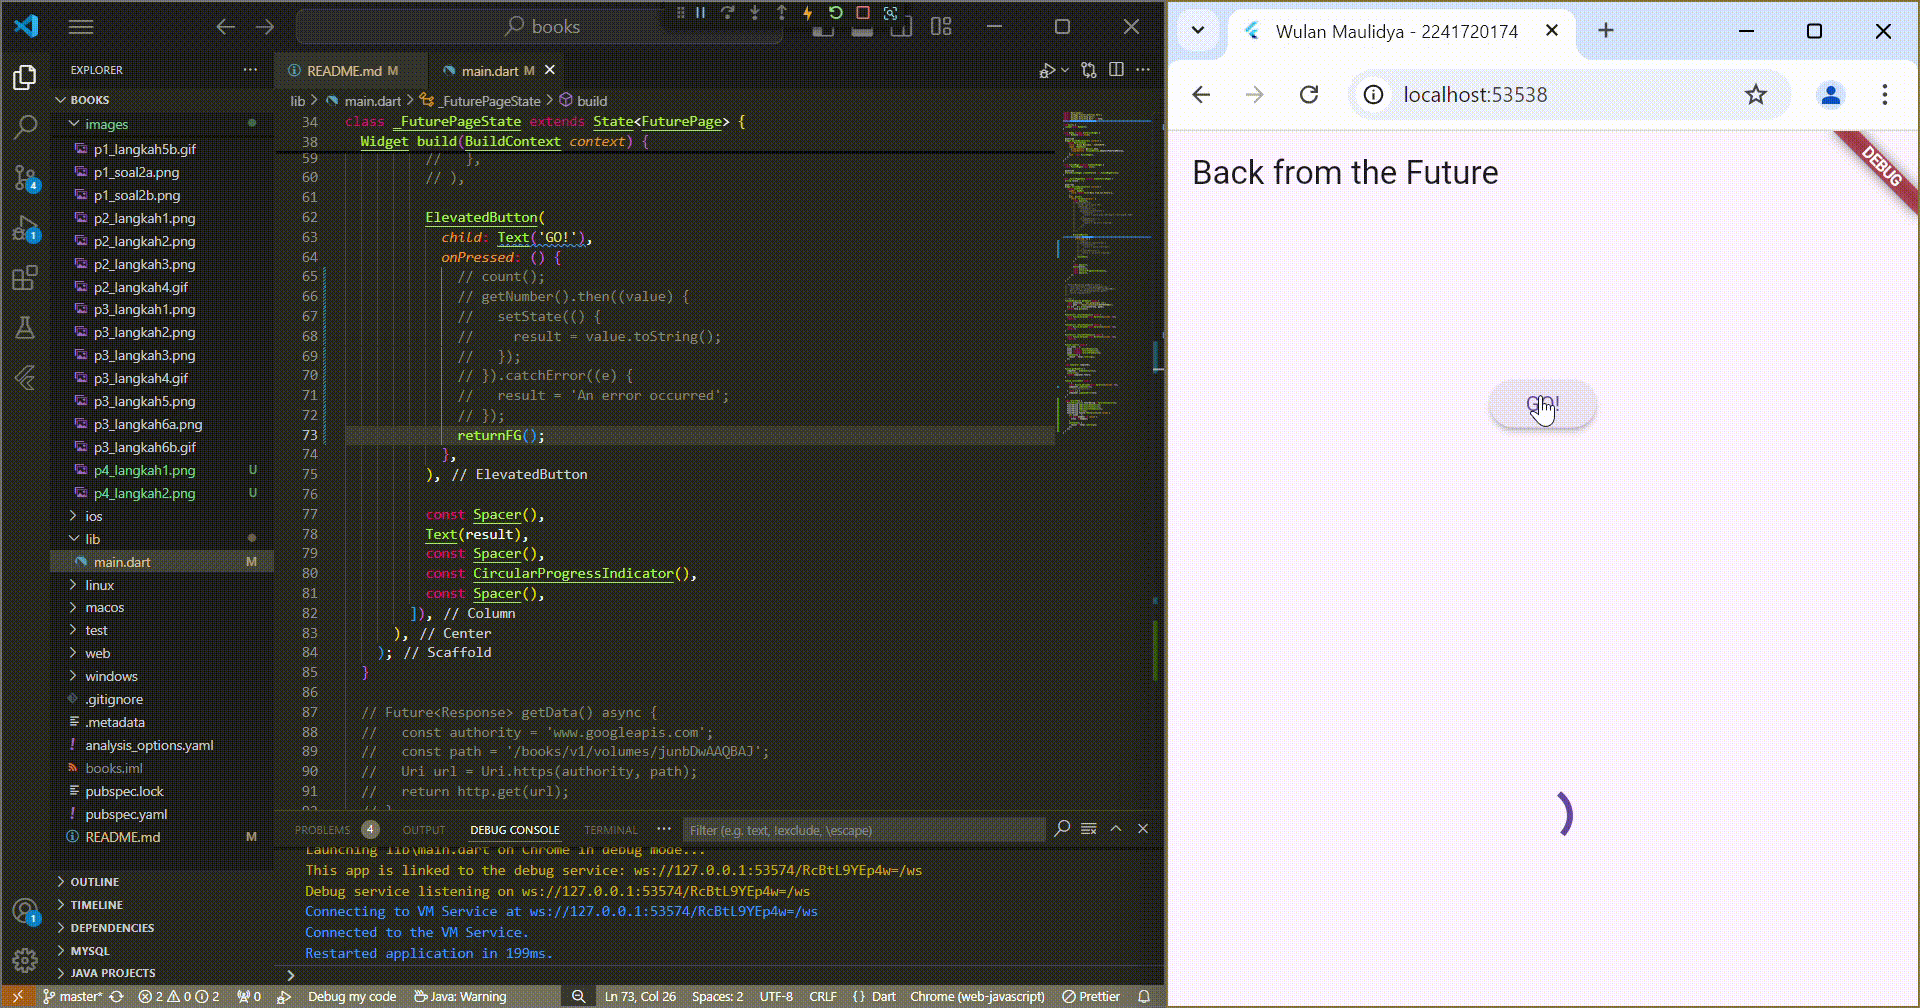 books
EXPLORER
BOOKS
images
p1_langkah5b.gif
p1_soal2a.png
p1_soal2b.png
p2_langkah1.png
p2_langkah2.png
p2_langkah3.png
p2_langkah4.gif
p3_langkah1.png
p3_langkah2.png
p3_langkah3.png
p3_langkah4.gif
p3_langkah5.png
p3_langkah6a.png
p3_langkah6b.gif
p4_langkah1.png U
p4_langkah2.png U
ios
lib
main.dart M
linux
macos
test
web
windows
.gitignore
.metadata
analysis_options.yaml
books.iml
pubspec.lock
pubspec.yaml
README.md M
OUTLINE
TIMELINE
DEPENDENCIES
MYSQL
JAVA PROJECTS
4
1
1
README.md M main.dart M
lib > main.dart > _FuturePageState > build
34 class _FuturePageState extends State<FuturePage> {
38 Widget build(BuildContext context) {
59 // },
60 // ),
61
62 ElevatedButton(
63 child: Text('GO!'),
64 onPressed: () {
65 // count();
66 // getNumber().then((value) {
67 // setState(() {
68 // result = value.toString();
69 // });
70 // }).catchError((e) {
71 // result = 'An error occurred';
72 // });
73 returnFG();
74 },
75 ), // ElevatedButton
76
77 const Spacer(),
78 Text(result),
79 const Spacer(),
80 const CircularProgressIndicator(),
81 const Spacer(),
82 ]), // Column
83 ), // Center
84 ); // Scaffold
85 }
86
87 // Future<Response> getData() async {
88 // const authority = 'www.googleapis.com';
89 // const path = '/books/v1/volumes/junbDwAAQBAJ';
90 // Uri url = Uri.https(authority, path);
91 // return http.get(url);
92 // }
PROBLEMS 4 OUTPUT DEBUG CONSOLE TERMINAL Filter (e.g. text, !exclude, \escape)
Launching lib\main.dart on Chrome in debug mode...
This app is linked to the debug service: ws://127.0.0.1:53574/RcBtL9YEp4w=/ws
Debug service listening on ws://127.0.0.1:53574/RcBtL9YEp4w=/ws
Connecting to VM Service at ws://127.0.0.1:53574/RcBtL9YEp4w=/ws
Connected to the VM Service.
Restarted application in 199ms.
master* 2 0 2 0 Debug my code Java: Warning Ln 73, Col 26 Spaces: 2 UTF-8 CRLF {} Dart Chrome (web-javascript) Prettier
Wulan Maulidya - 2241720174
localhost:53538
DEBUG
Back from the Future
GO!